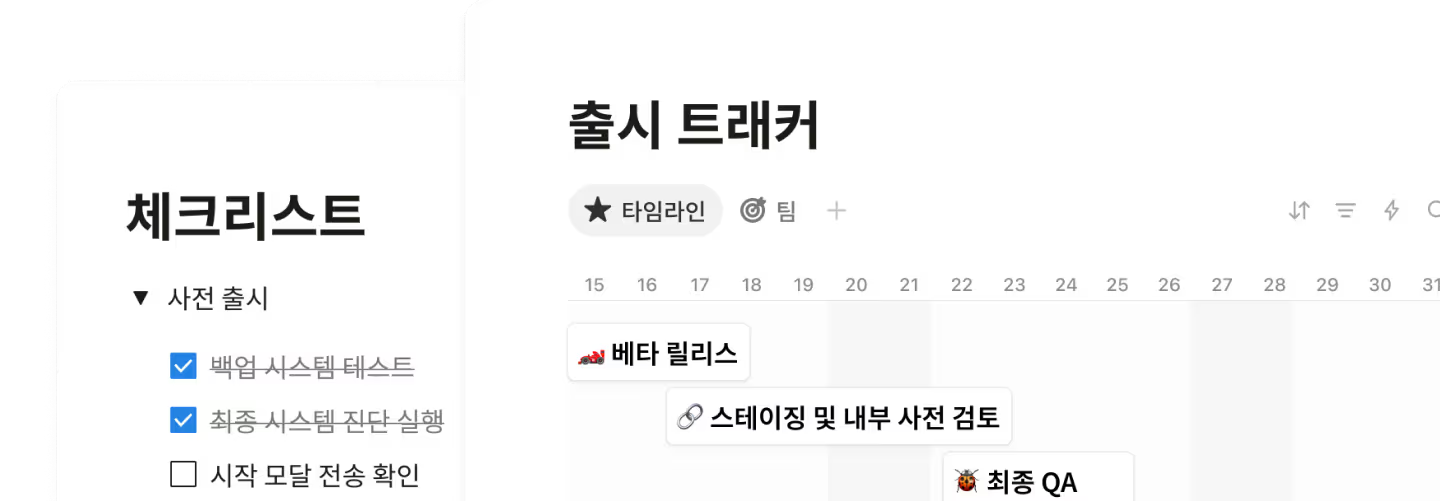 체크리스트
▼ 사전 출시
백업 시스템 테스트
최종 시스템 진단 실행
시작 모달 전송 확인
출시 트래커
타임라인 팀
15 16 17 18 19 20 21 22 23 24 25 26 27 28 29 30 31
베타 릴리스
스테이징 및 내부 사전 검토
최종 QA